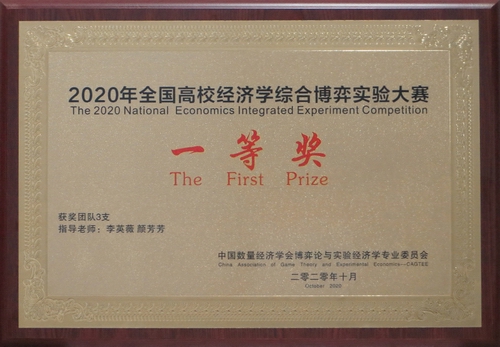 2020年全国高校经济学综合博弈实验大赛
The 2020 National Economics Integrated Experiment Competition
一等奖
The First Prize
获奖团队3支
指导老师：李英薇 颜芳芳
中国数量经济学会博弈论与实验经济学专业委员会
China Association of Game Theory and Experimental Economics—CAGTEE
二零二零年十月
October 2020